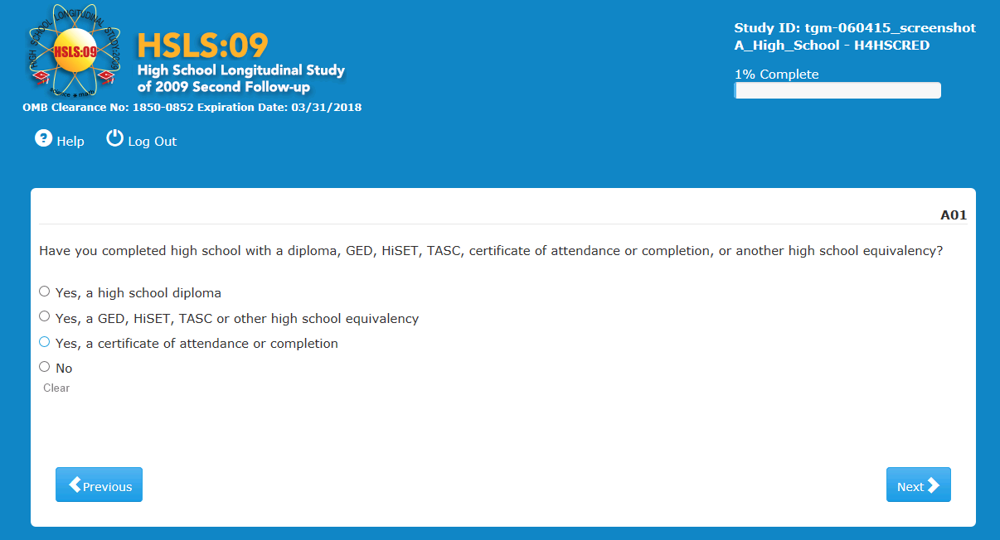 HIGH SCHOOL LONGITUDINAL STUDY:2009
HSLS:09
science ★ math
HSLS:09
High School Longitudinal Study
of 2009 Second Follow-up
OMB Clearance No: 1850-0852 Expiration Date: 03/31/2018
Study ID: tgm-060415_screenshot
A_High_School - H4HSCRED
1% Complete
? Help
Log Out
A01
Have you completed high school with a diploma, GED, HiSET, TASC, certificate of attendance or completion, or another high school equivalency?
Yes, a high school diploma
Yes, a GED, HiSET, TASC or other high school equivalency
Yes, a certificate of attendance or completion
No
Clear
Previous
Next